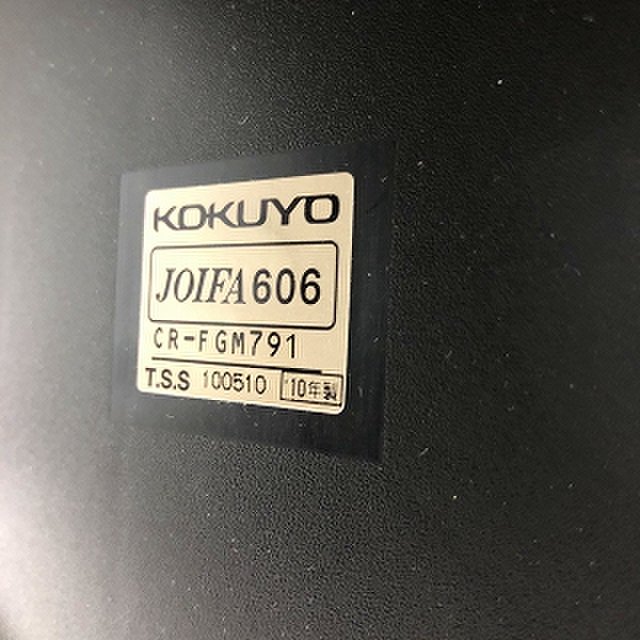 KOKUYO
JOIFA606
CR-FGM791
T.S.S 100510 '10年製